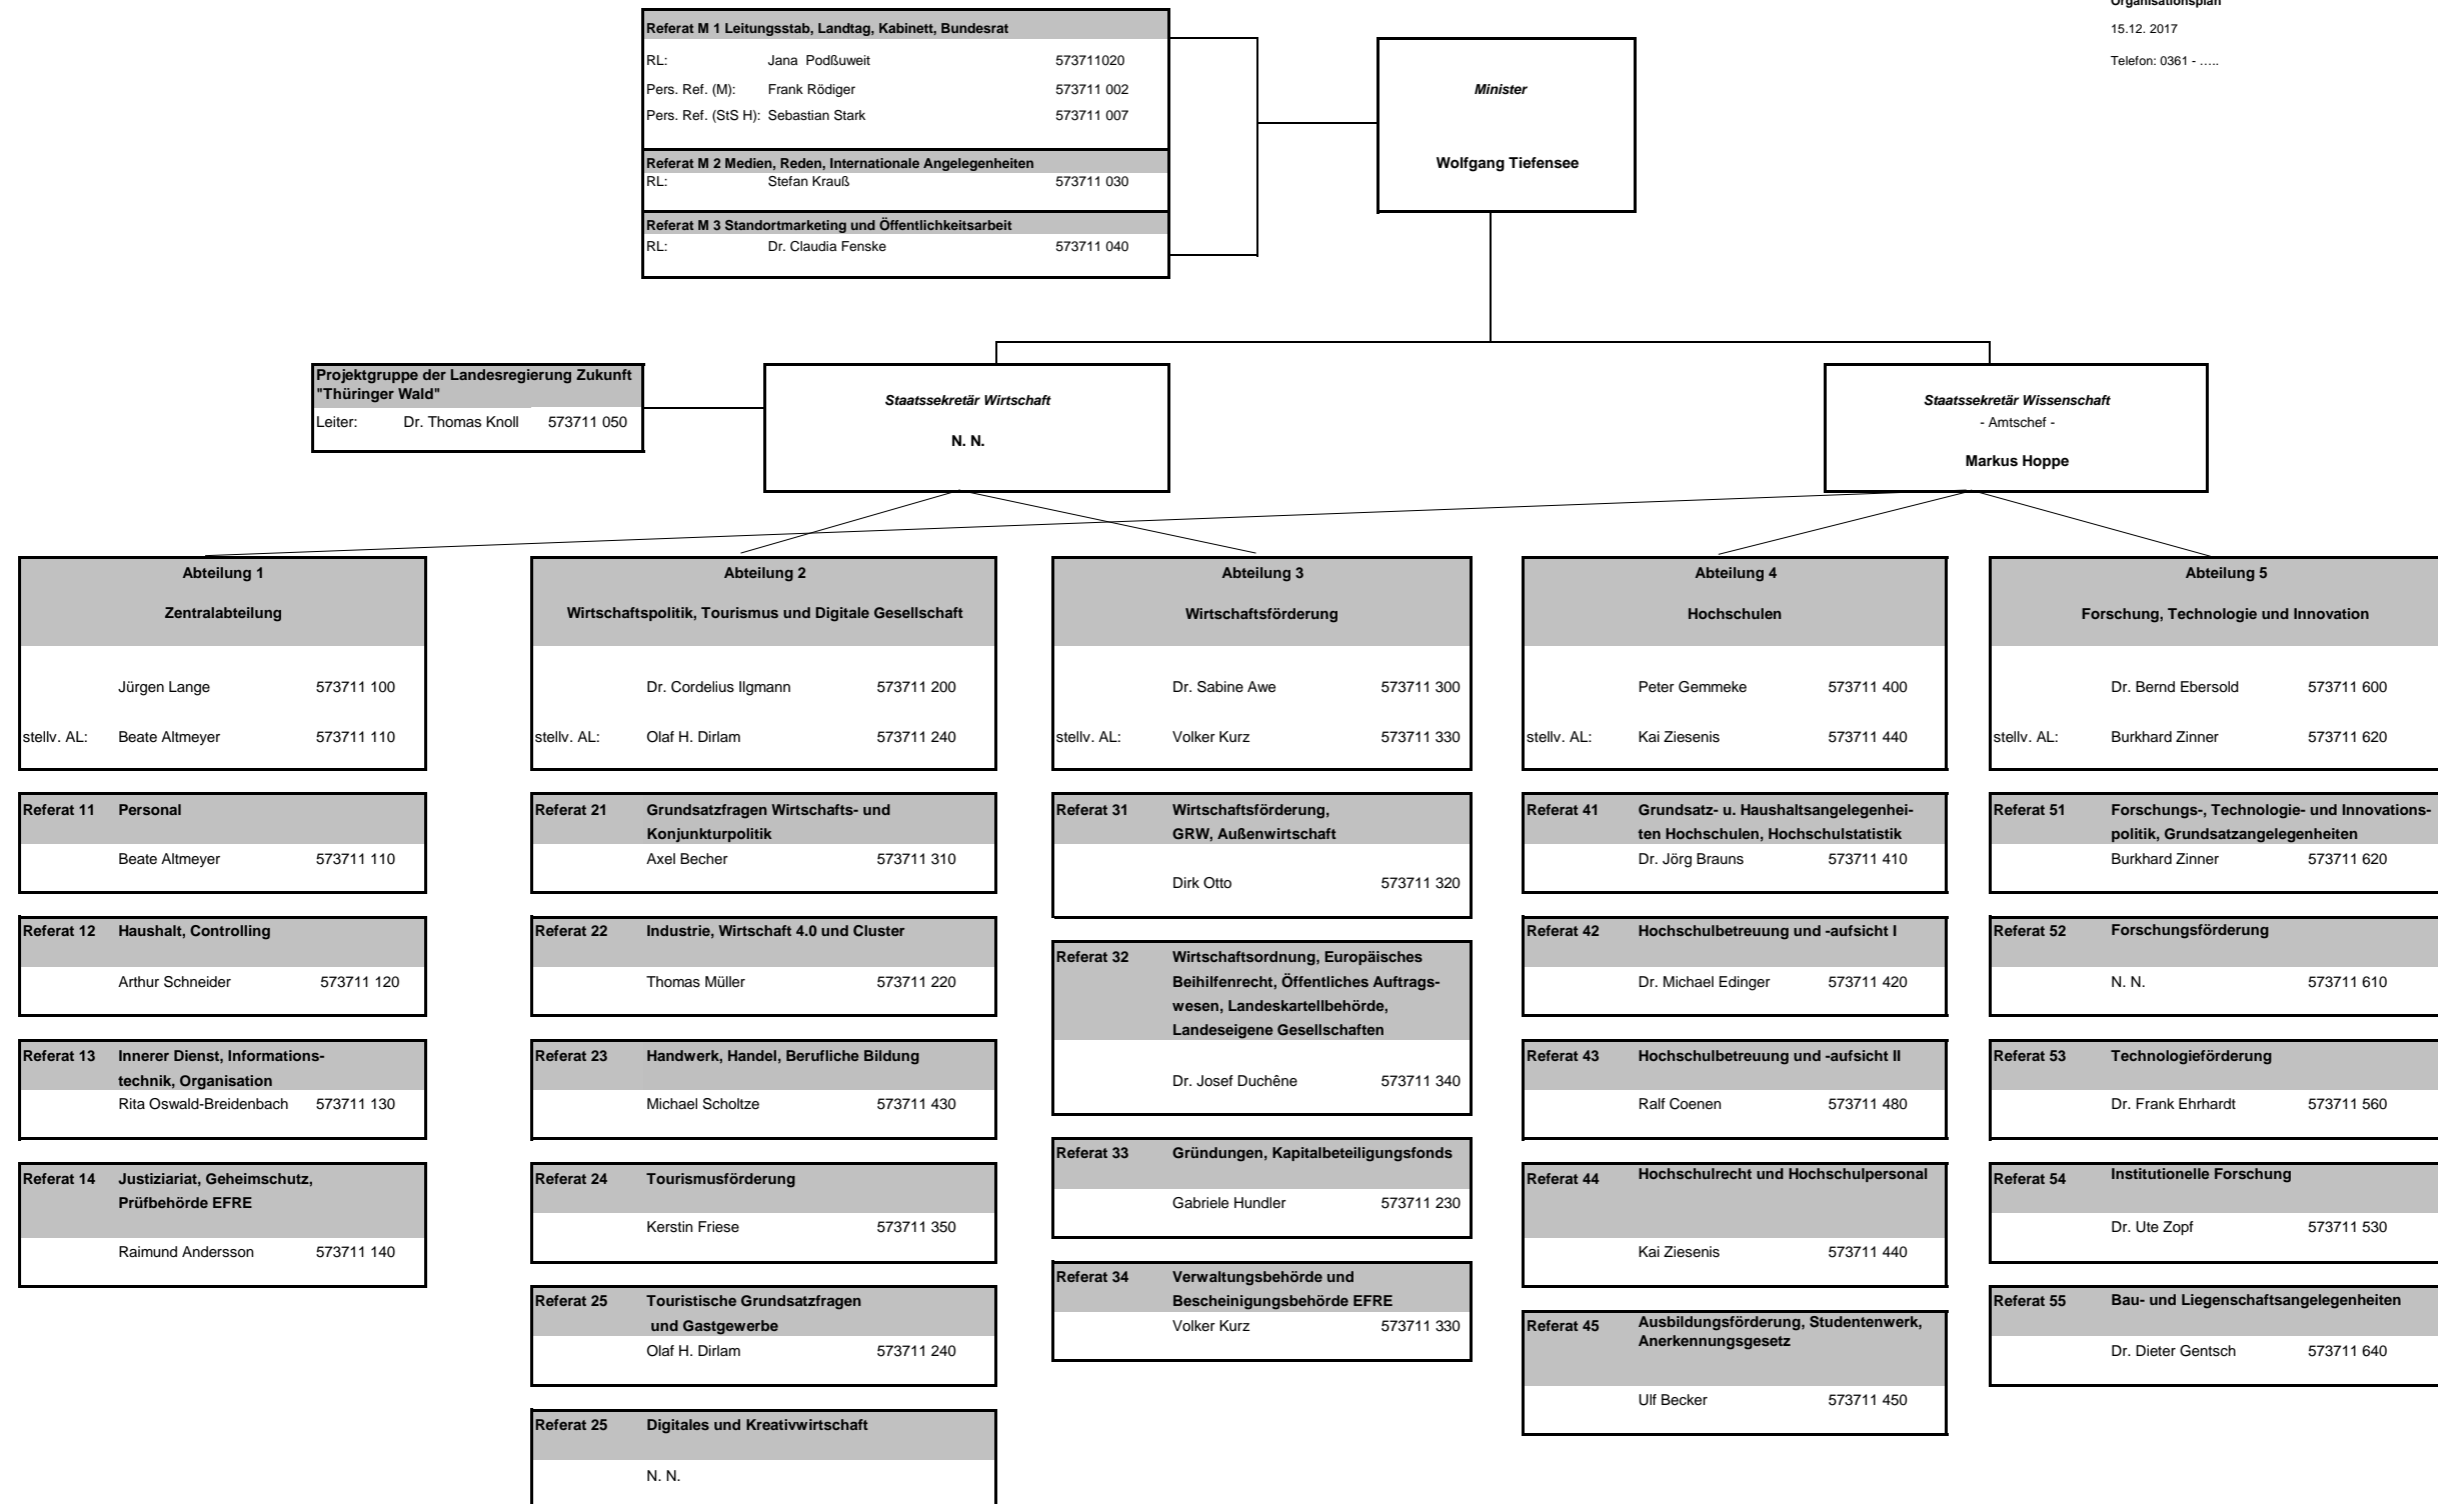 Organisationsplan
15.12. 2017
Telefon: 0361 - …..
Referat M 1 Leitungsstab, Landtag, Kabinett, Bundesrat
RL: Jana Podßuweit 573711020
Pers. Ref. (M): Frank Rödiger 573711 002
Pers. Ref. (StS H): Sebastian Stark 573711 007
Referat M 2 Medien, Reden, Internationale Angelegenheiten
RL: Stefan Krauß 573711 030
Referat M 3 Standortmarketing und Öffentlichkeitsarbeit
RL: Dr. Claudia Fenske 573711 040
Minister
Wolfgang Tiefensee
Projektgruppe der Landesregierung Zukunft
"Thüringer Wald"
Leiter: Dr. Thomas Knoll 573711 050
Staatssekretär Wirtschaft
N. N.
Staatssekretär Wissenschaft
- Amtschef -
Markus Hoppe
Abteilung 1
Zentralabteilung
Jürgen Lange 573711 100
stellv. AL: Beate Altmeyer 573711 110
Referat 11 Personal
Beate Altmeyer 573711 110
Referat 12 Haushalt, Controlling
Arthur Schneider 573711 120
Referat 13 Innerer Dienst, Informations-
technik, Organisation
Rita Oswald-Breidenbach 573711 130
Referat 14 Justiziariat, Geheimschutz,
Prüfbehörde EFRE
Raimund Andersson 573711 140
Abteilung 2
Wirtschaftspolitik, Tourismus und Digitale Gesellschaft
Dr. Cordelius Ilgmann 573711 200
stellv. AL: Olaf H. Dirlam 573711 240
Referat 21 Grundsatzfragen Wirtschafts- und
Konjunkturpolitik
Axel Becher 573711 310
Referat 22 Industrie, Wirtschaft 4.0 und Cluster
Thomas Müller 573711 220
Referat 23 Handwerk, Handel, Berufliche Bildung
Michael Scholtze 573711 430
Referat 24 Tourismusförderung
Kerstin Friese 573711 350
Referat 25 Touristische Grundsatzfragen
und Gastgewerbe
Olaf H. Dirlam 573711 240
Referat 25 Digitales und Kreativwirtschaft
N. N.
Abteilung 3
Wirtschaftsförderung
Dr. Sabine Awe 573711 300
stellv. AL: Volker Kurz 573711 330
Referat 31 Wirtschaftsförderung,
GRW, Außenwirtschaft
Dirk Otto 573711 320
Referat 32 Wirtschaftsordnung, Europäisches
Beihilfenrecht, Öffentliches Auftrags-
wesen, Landeskartellbehörde,
Landeseigene Gesellschaften
Dr. Josef Duchêne 573711 340
Referat 33 Gründungen, Kapitalbeteiligungsfonds
Gabriele Hundler 573711 230
Referat 34 Verwaltungsbehörde und
Bescheinigungsbehörde EFRE
Volker Kurz 573711 330
Abteilung 4
Hochschulen
Peter Gemmeke 573711 400
stellv. AL: Kai Ziesenis 573711 440
Referat 41 Grundsatz- u. Haushaltsangelegenhei-
ten Hochschulen, Hochschulstatistik
Dr. Jörg Brauns 573711 410
Referat 42 Hochschulbetreuung und -aufsicht I
Dr. Michael Edinger 573711 420
Referat 43 Hochschulbetreuung und -aufsicht II
Ralf Coenen 573711 480
Referat 44 Hochschulrecht und Hochschulpersonal
Kai Ziesenis 573711 440
Referat 45 Ausbildungsförderung, Studentenwerk,
Anerkennungsgesetz
Ulf Becker 573711 450
Abteilung 5
Forschung, Technologie und Innovation
Dr. Bernd Ebersold 573711 600
stellv. AL: Burkhard Zinner 573711 620
Referat 51 Forschungs-, Technologie- und Innovations-
politik, Grundsatzangelegenheiten
Burkhard Zinner 573711 620
Referat 52 Forschungsförderung
N. N. 573711 610
Referat 53 Technologieförderung
Dr. Frank Ehrhardt 573711 560
Referat 54 Institutionelle Forschung
Dr. Ute Zopf 573711 530
Referat 55 Bau- und Liegenschaftsangelegenheiten
Dr. Dieter Gentsch 573711 640